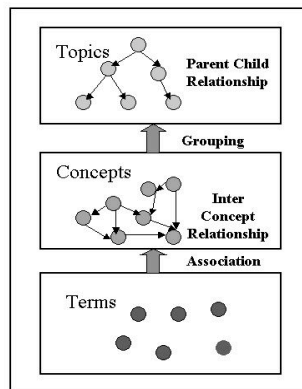 Topics
Parent Child
Relationship
Grouping
Concepts
Inter
Concept
Relationship
Association
Terms